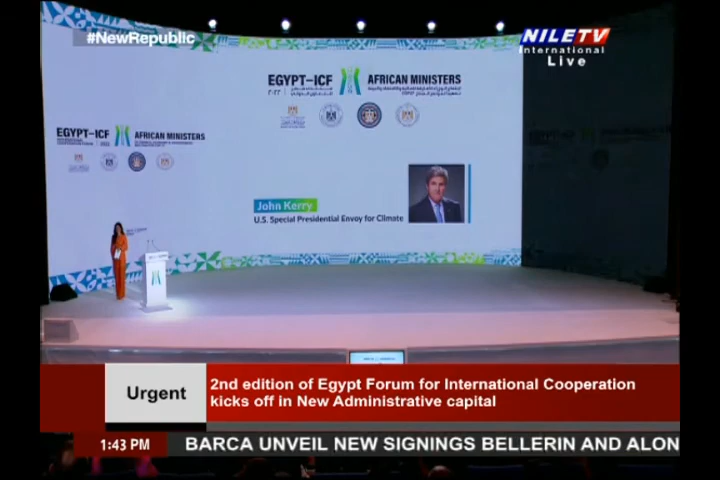 #NewRepublic
NILETV
International
Live
EGYPT–ICF
٢٠٢٢
AFRICAN MINISTERS
EGYPT–ICF
2022
AFRICAN MINISTERS
John Kerry
U.S. Special Presidential Envoy for Climate
Urgent
2nd edition of Egypt Forum for International Cooperation
kicks off in New Administrative capital
1:43 PM
BARCA UNVEIL NEW SIGNINGS BELLERIN AND ALON